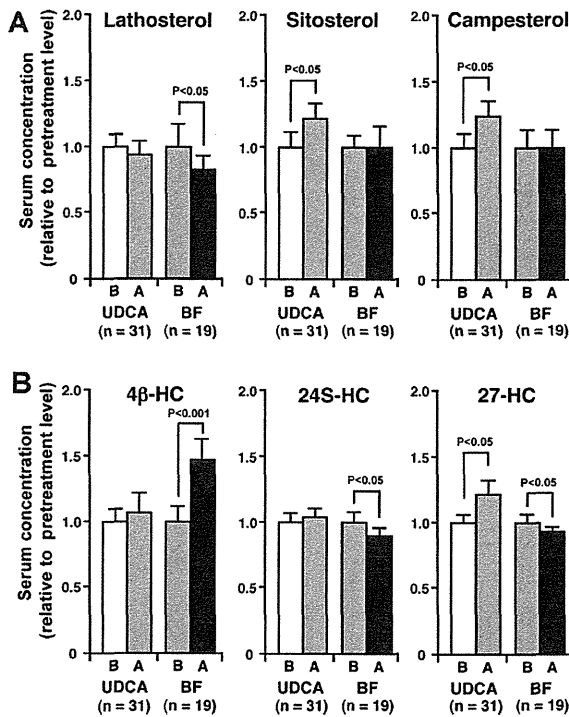 A
Lathosterol
Sitosterol
Campesterol
Serum concentration
(relative to pretreatment level)
2.0
1.5
1.0
0.5
0
P<0.05
B A B A
UDCA BF
(n = 31) (n = 19)
2.0
1.5
1.0
0.5
0
P<0.05
B A B A
UDCA BF
(n = 31) (n = 19)
2.0
1.5
1.0
0.5
0
P<0.05
B A B A
UDCA BF
(n = 31) (n = 19)
B
4β-HC
24S-HC
27-HC
Serum concentration
(relative to pretreatment level)
2.0
1.5
1.0
0.5
0
P<0.001
B A B A
UDCA BF
(n = 31) (n = 19)
2.0
1.5
1.0
0.5
0
P<0.05
B A B A
UDCA BF
(n = 31) (n = 19)
2.0
1.5
1.0
0.5
0
P<0.05
P<0.05
B A B A
UDCA BF
(n = 31) (n = 19)